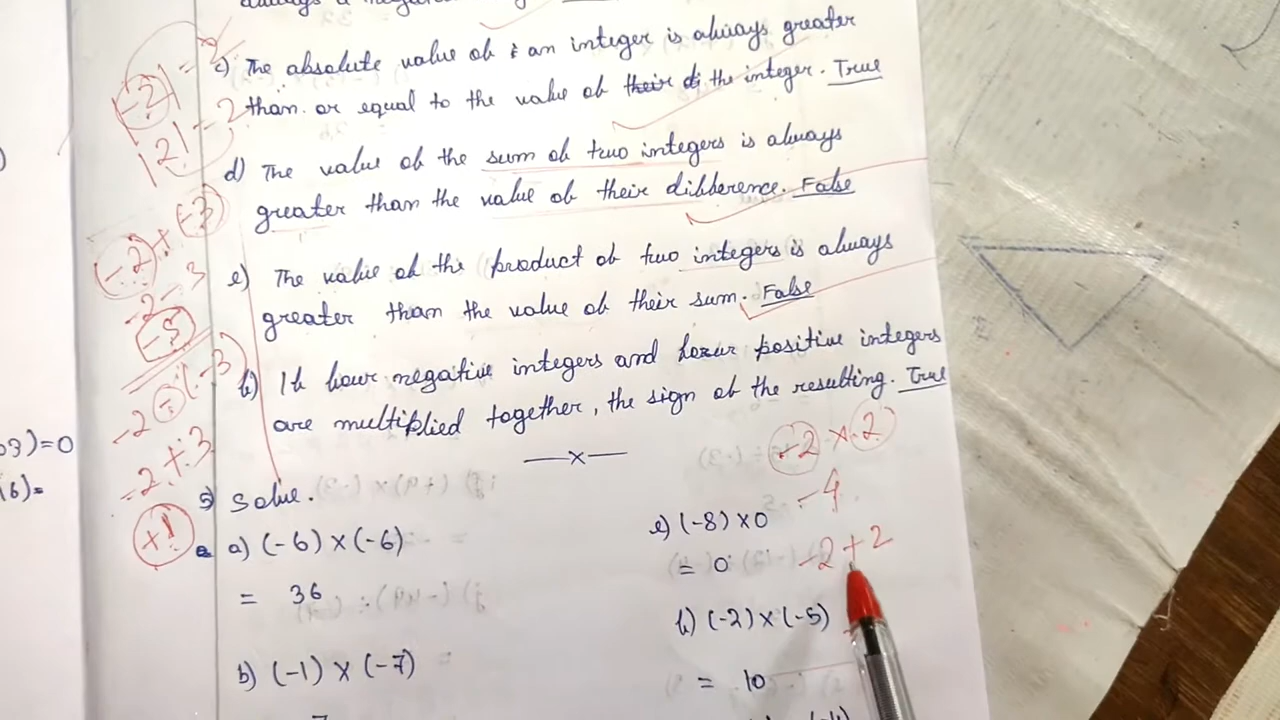 c) The absolute value of an integer is always greater
than or equal to the value of the integer. True
d) The value of the sum of two integers is always
greater than the value of their difference. False
e) The value of the product of two integers is always
greater than the value of their sum. False
f) If four negative integers and four positive integers
are multiplied together, the sign of the resulting. True
x
5) Solve.
a) (-6) × (-6)
= 36
b) (-1) × (-7)
e) (-8) × 0
= 0
f) (-2) × (-5)
= 10
|-2| = 2
|2| = 2
-2 + (-3)
-2 - 3
-5
-2 - (-3)
-2 + 3
+1
-2 × 2
-4
-2 + 2
3) = 0
16) =